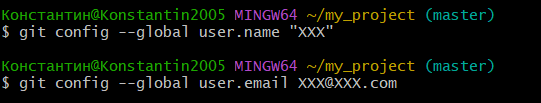 Константин@Konstantin2005 MINGW64 ~/my_project (master)
$ git config --global user.name "XXX"
Константин@Konstantin2005 MINGW64 ~/my_project (master)
$ git config --global user.email XXX@XXX.com